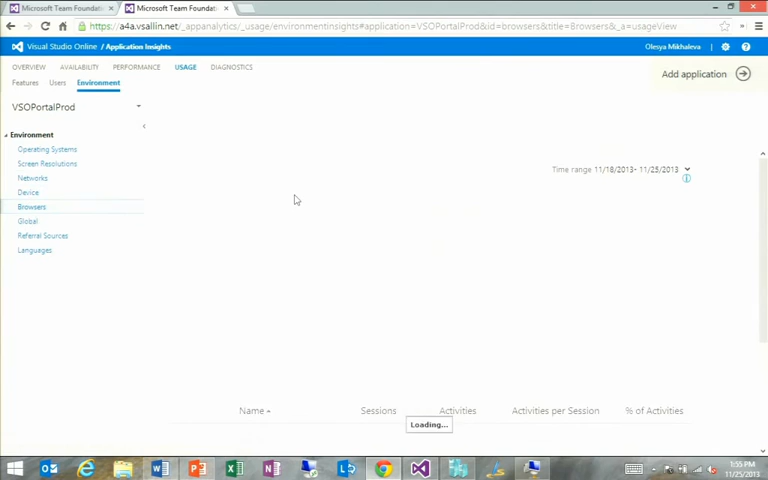 Microsoft Team Foundati
Microsoft Team Foundati
https://a4a.vsallin.net/_appanalytics/_usage/environmentinsights#application=VSOPortalProd&id=browsers&title=Browsers&_a=usageView
Visual Studio Online / Application Insights
Olesya Mikhaleva
OVERVIEW AVAILABILITY PERFORMANCE USAGE DIAGNOSTICS
Add application
Features Users Environment
VSOPortalProd
Environment
Operating Systems
Screen Resolutions
Time range 11/18/2013- 11/25/2013
Networks
Device
Browsers
Global
Referral Sources
Languages
Name Sessions Activities Activities per Session % of Activities
Loading...
1:55 PM
11/25/2013